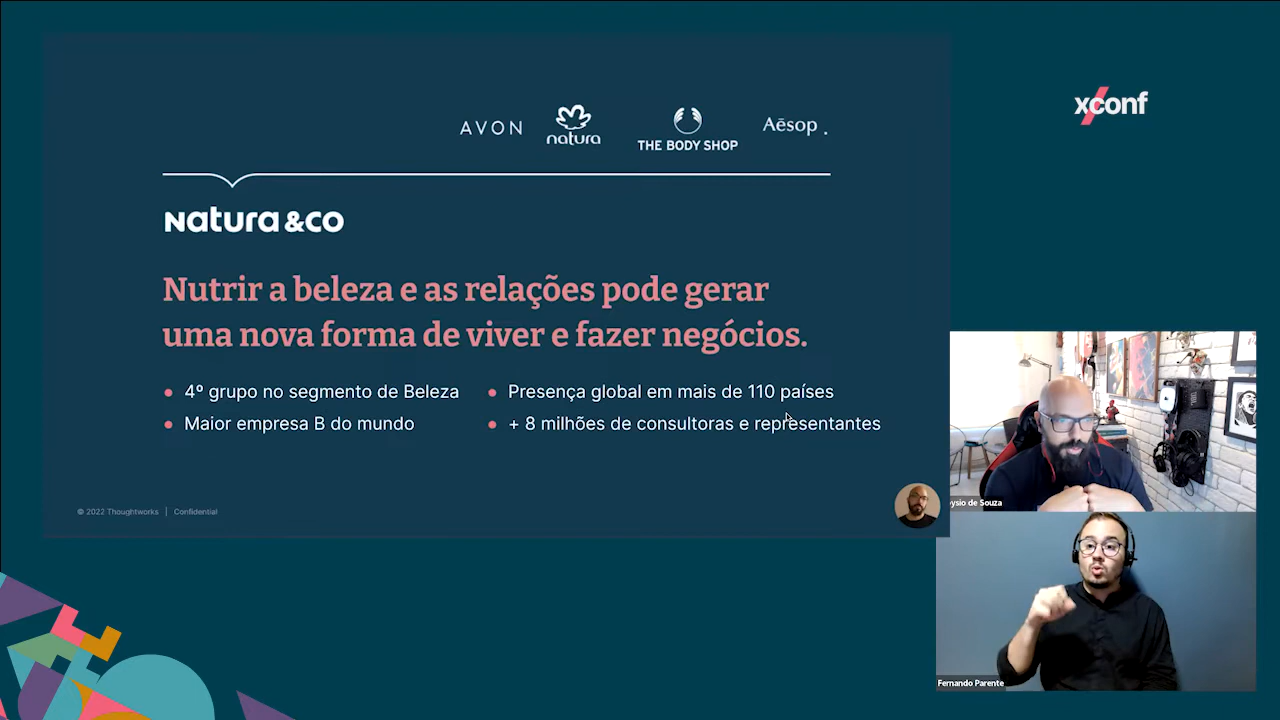 AVON
natura
THE BODY SHOP
Aēsop.
xconf
natura &co
Nutrir a beleza e as relações pode gerar
uma nova forma de viver e fazer negócios.
4º grupo no segmento de Beleza
Maior empresa B do mundo
Presença global em mais de 110 países
+ 8 milhões de consultoras e representantes
© 2022 Thoughtworks | Confidential
de Souza
Fernando Parente